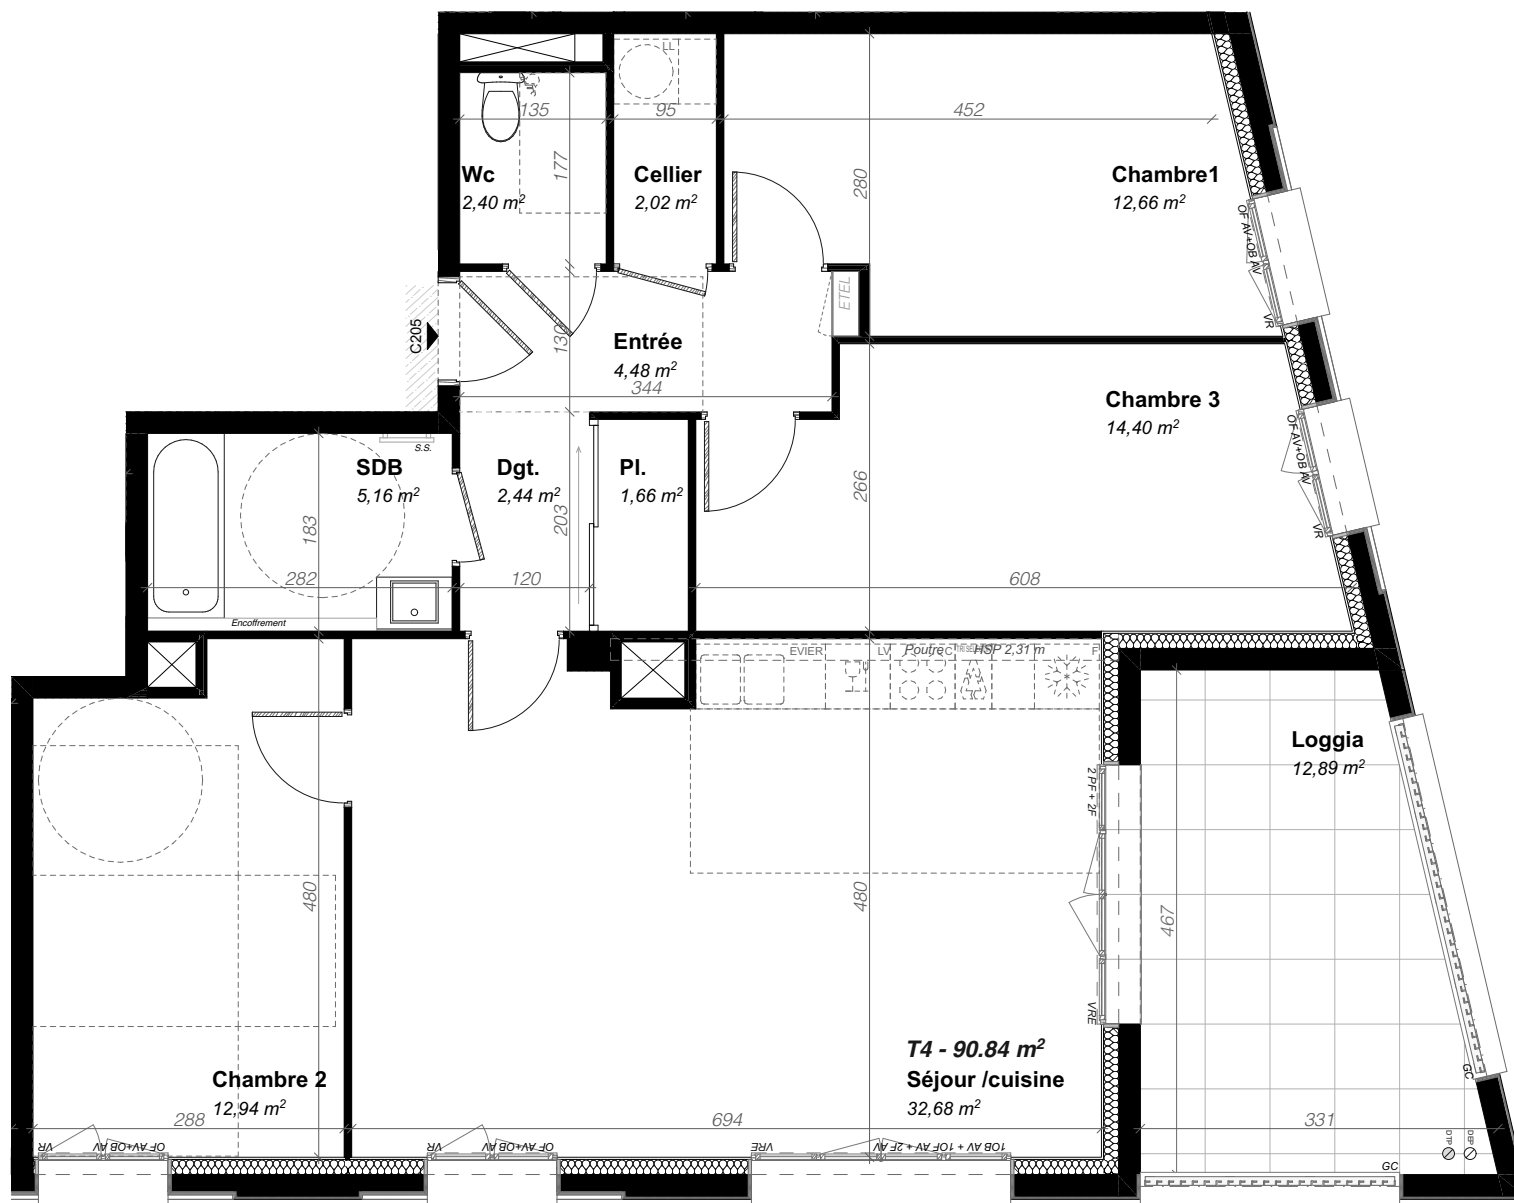 LL
135
95
452
177
280
Wc
2,40 m²
Cellier
2,02 m²
Chambre1
12,66 m²
OF AV+OB AV
VR
ETEL
C205
130
Entrée
4,48 m²
344
Chambre 3
14,40 m²
OF AV+OB AV
VR
s.s.
SDB
5,16 m²
Dgt.
2,44 m²
Pl.
1,66 m²
183
203
266
282
120
608
Encoffrement
EVIER
LV
Poutre
HSP 2,31 m
F
Loggia
12,89 m²
2 PF + 2F
480
480
467
VRE
T4 - 90.84 m²
Séjour /cuisine
32,68 m²
Chambre 2
12,94 m²
288
694
331
GC
DTP
DEP
VR
OF AV+OB AV
VR
OF AV+OB AV
VRE
1OB AV + 1OF AV + 2F AV
GC